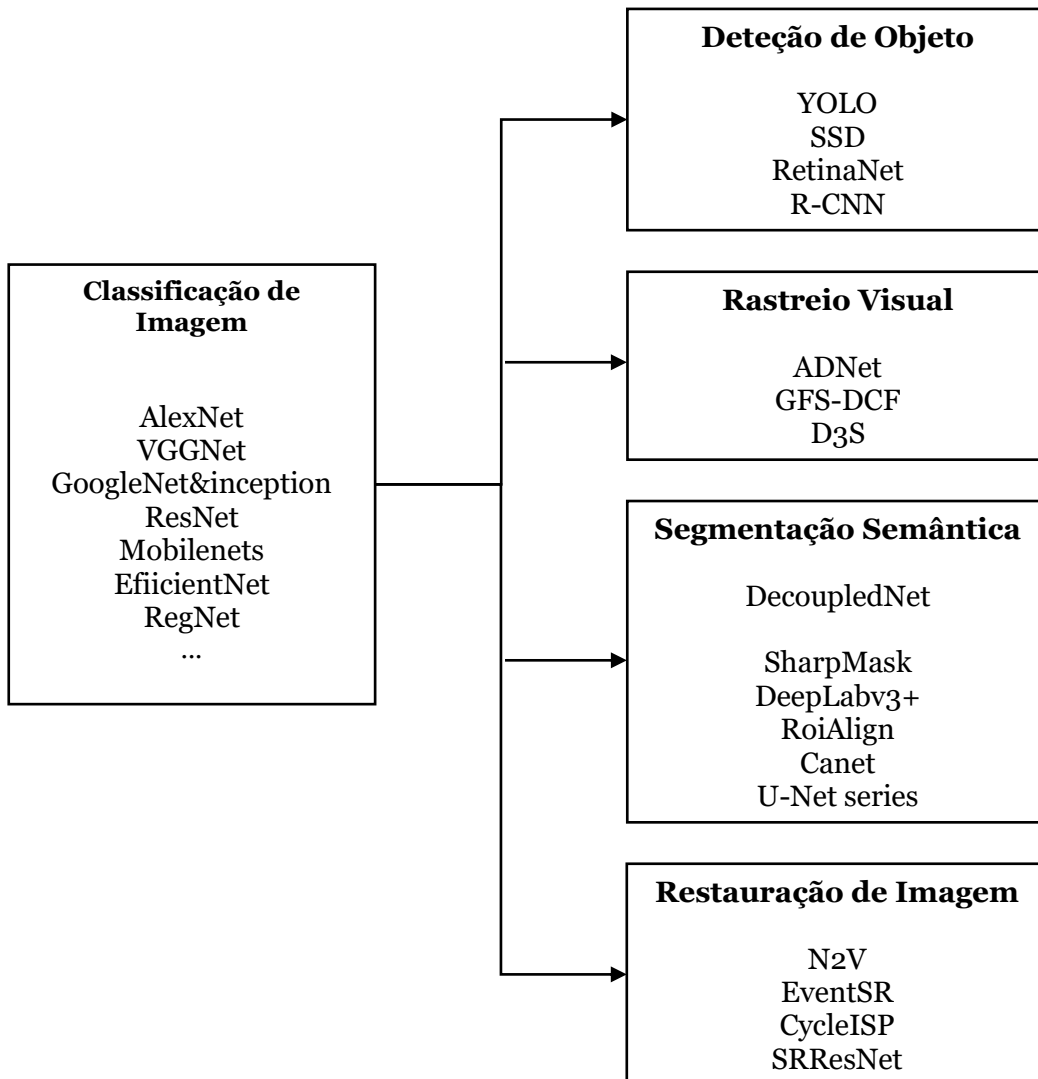 Classificação de
Imagem
AlexNet
VGGNet
GoogleNet&inception
ResNet
Mobilenets
EfiicientNet
RegNet
...
Deteção de Objeto
YOLO
SSD
RetinaNet
R-CNN
Rastreio Visual
ADNet
GFS-DCF
D3S
Segmentação Semântica
DecoupledNet
SharpMask
DeepLabv3+
RoiAlign
Canet
U-Net series
Restauração de Imagem
N2V
EventSR
CycleISP
SRResNet